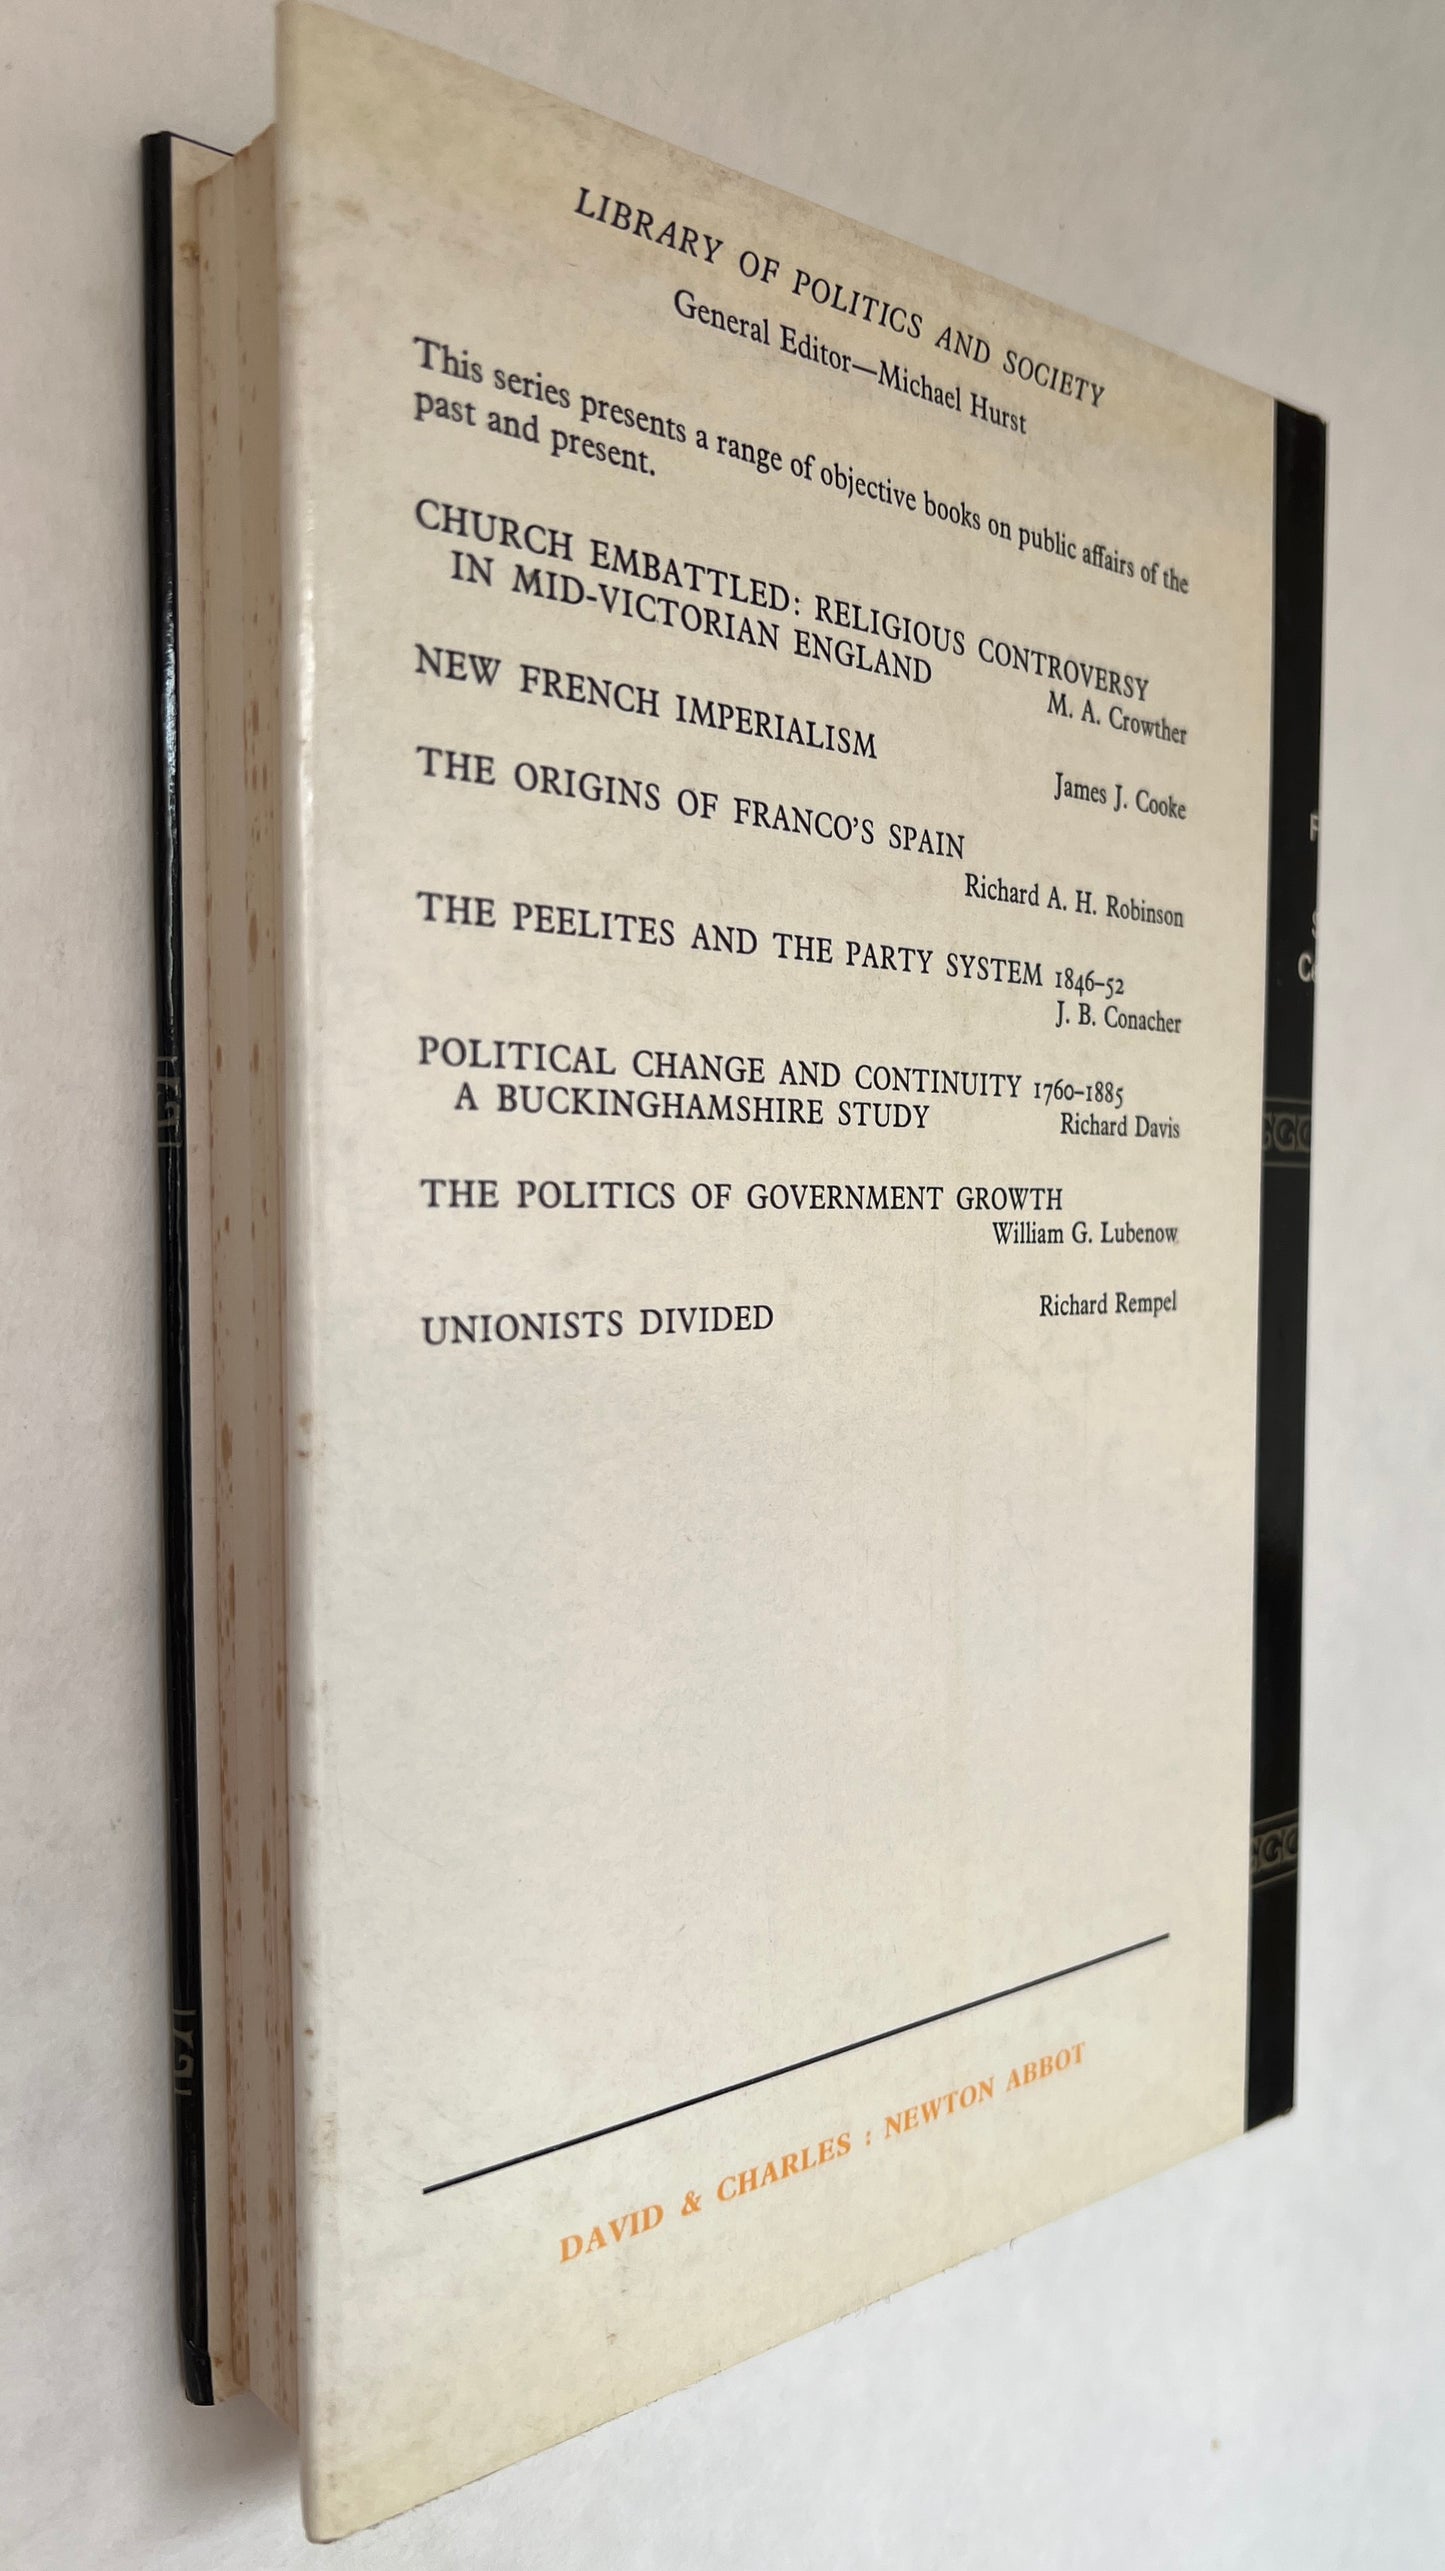 LIBRARY OF POLITICS AND SOCIETY
General Editor—Michael Hurst
This series presents a range of objective books on public affairs of the
past and present.
CHURCH EMBATTLED: RELIGIOUS CONTROVERSY
IN MID-VICTORIAN ENGLAND
M. A. Crowther
NEW FRENCH IMPERIALISM
James J. Cooke
THE ORIGINS OF FRANCO'S SPAIN
Richard A. H. Robinson
THE PEELITES AND THE PARTY SYSTEM 1846–52
J. B. Conacher
POLITICAL CHANGE AND CONTINUITY 1760–1885
A BUCKINGHAMSHIRE STUDY Richard Davis
THE POLITICS OF GOVERNMENT GROWTH
William G. Lubenow
UNIONISTS DIVIDED Richard Rempel
DAVID & CHARLES : NEWTON ABBOT